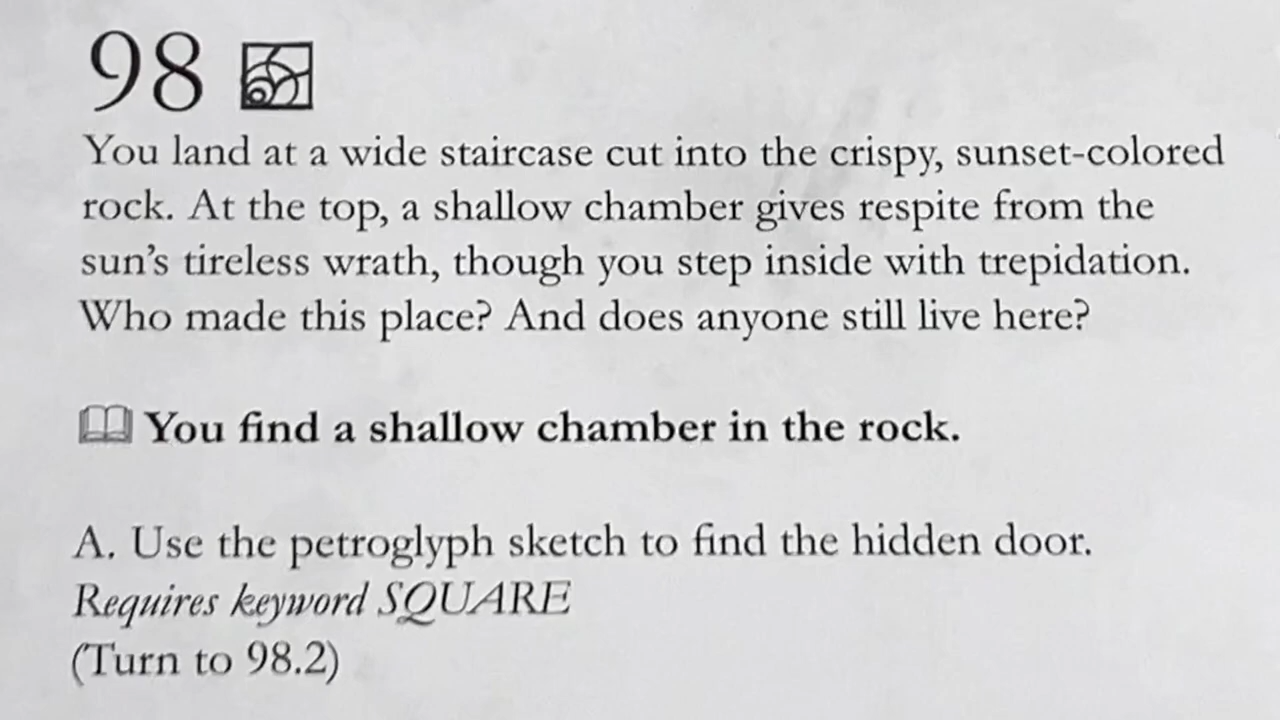 98
You land at a wide staircase cut into the crispy, sunset-colored
rock. At the top, a shallow chamber gives respite from the
sun’s tireless wrath, though you step inside with trepidation.
Who made this place? And does anyone still live here?
You find a shallow chamber in the rock.
A. Use the petroglyph sketch to find the hidden door.
Requires keyword SQUARE
(Turn to 98.2)